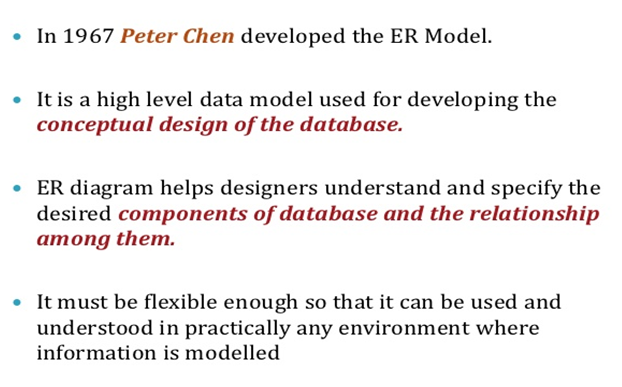 • In 1967 Peter Chen developed the ER Model.
• It is a high level data model used for developing the
conceptual design of the database.
• ER diagram helps designers understand and specify the
desired components of database and the relationship
among them.
• It must be flexible enough so that it can be used and
understood in practically any environment where
information is modelled